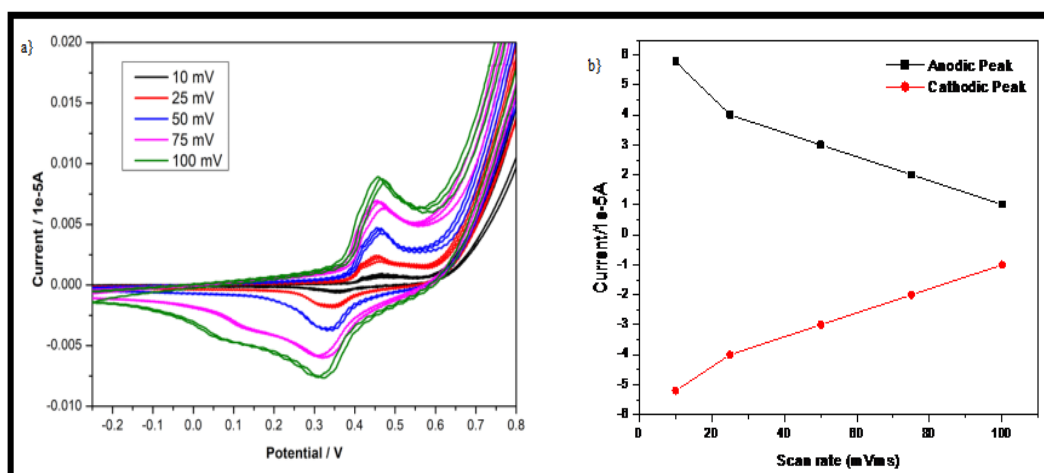 a}
0.020
0.015
0.010
0.005
0.000
-0.005
-0.010
Current / 1e-5A
10 mV
25 mV
50 mV
75 mV
100 mV
-0.2 -0.1 0.0 0.1 0.2 0.3 0.4 0.5 0.6 0.7 0.8
Potential / V
b}
6
5
4
3
2
1
0
-1
-2
-3
-4
-5
-6
Current/1e-5A
Anodic Peak
Cathodic Peak
0 20 40 60 80 100
Scan rate (mVms)